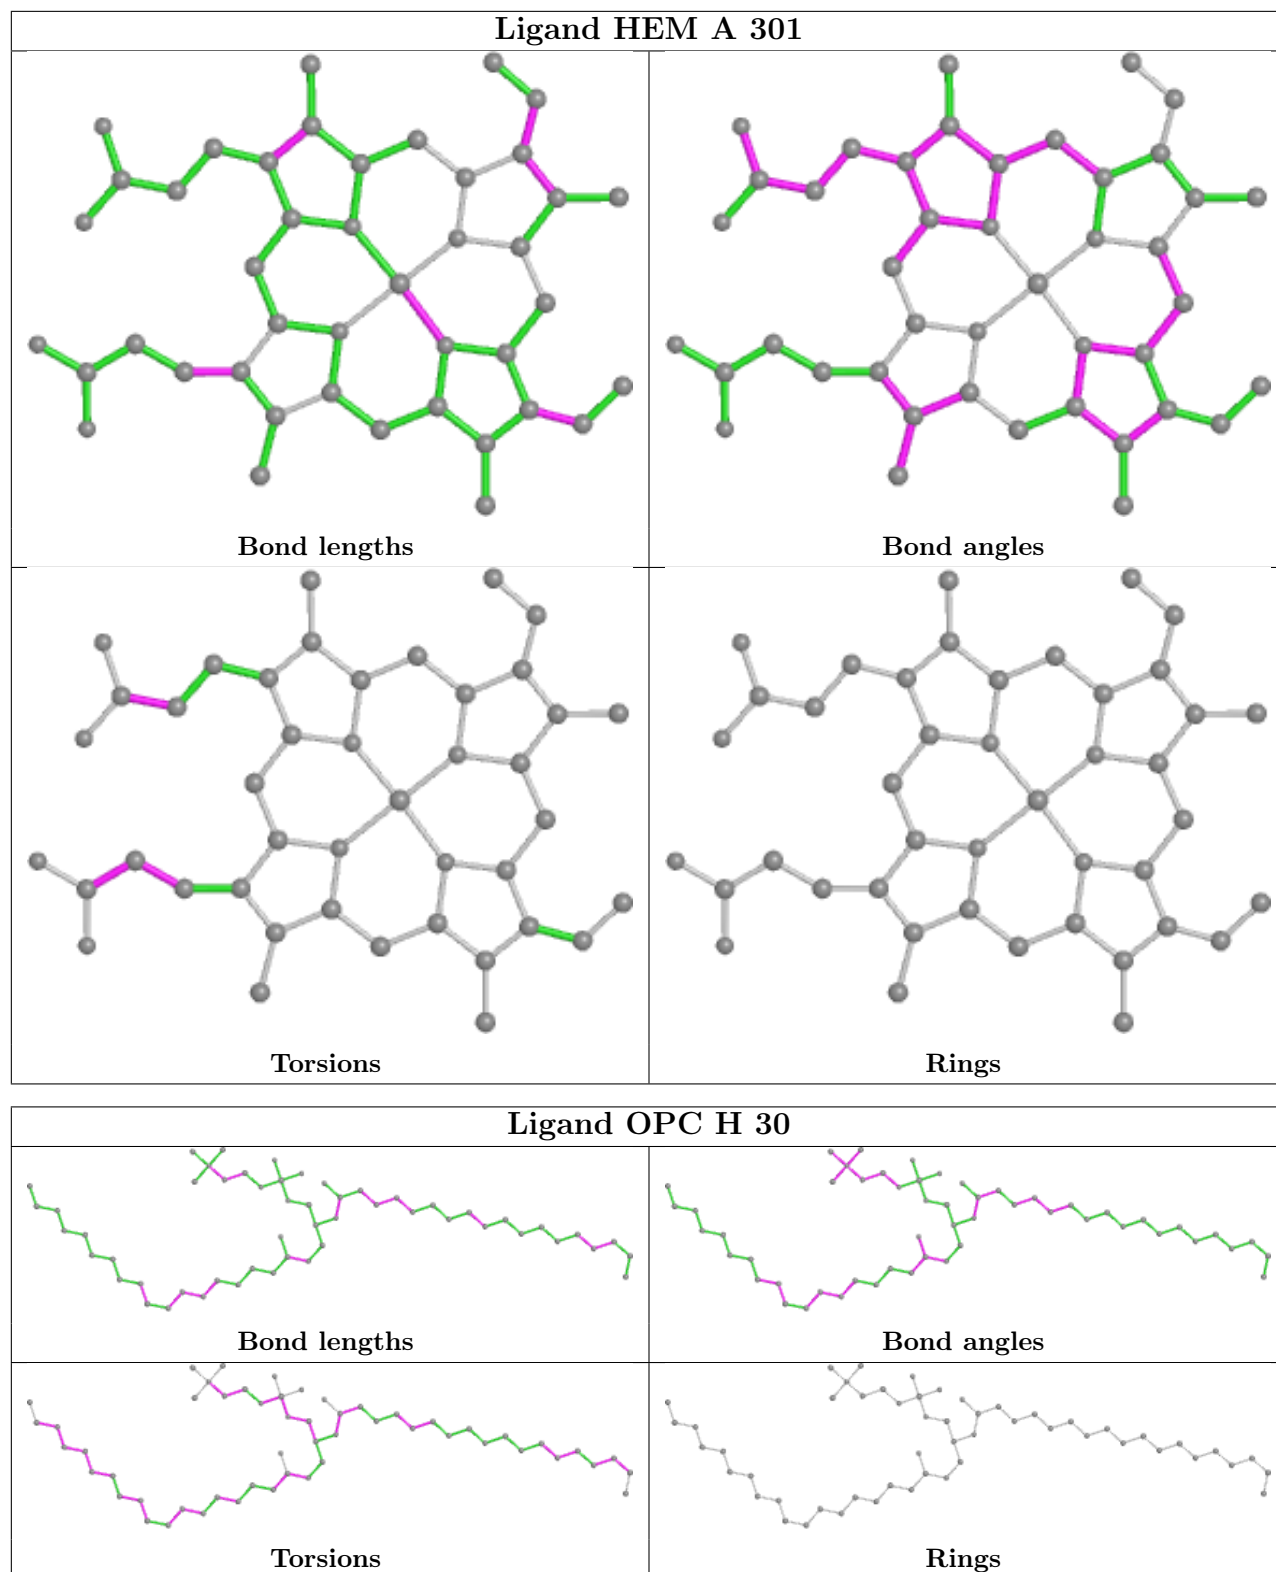 Ligand HEM A 301
Bond lengths
Bond angles
Torsions
Rings
Ligand OPC H 30
Bond lengths
Bond angles
Torsions
Rings